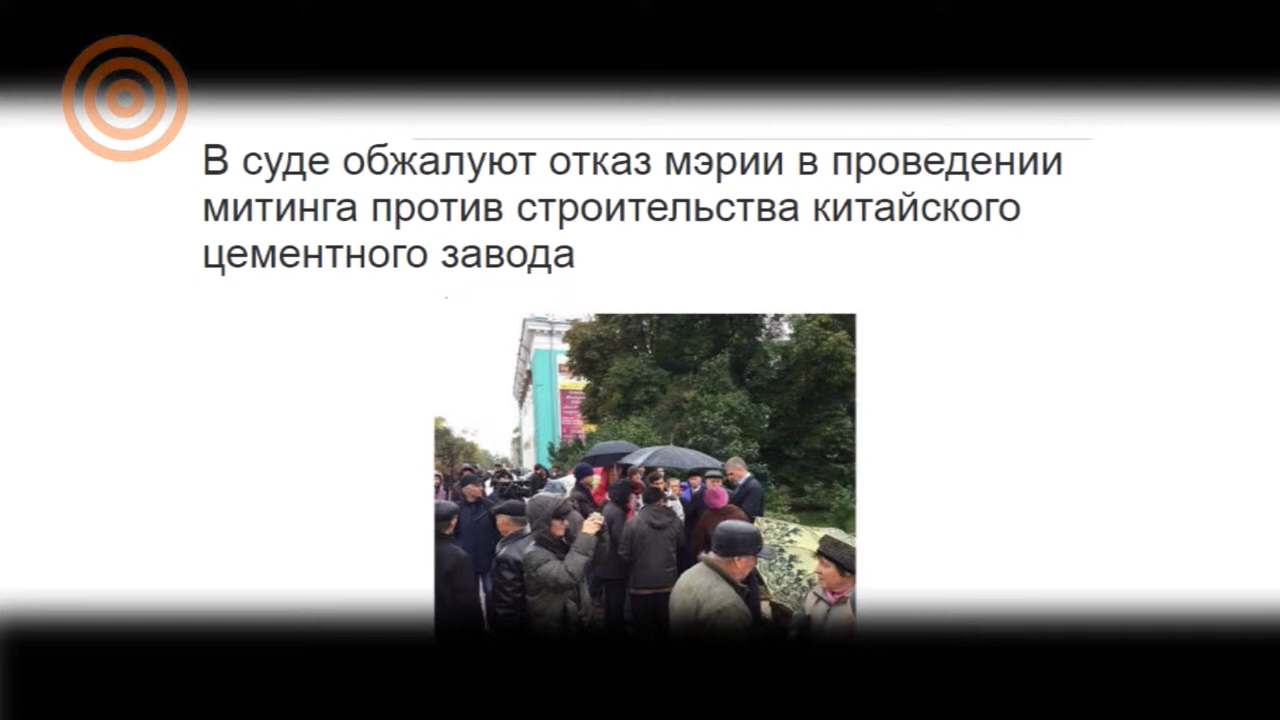 В суде обжалуют отказ мэрии в проведении
митинга против строительства китайского
цементного завода